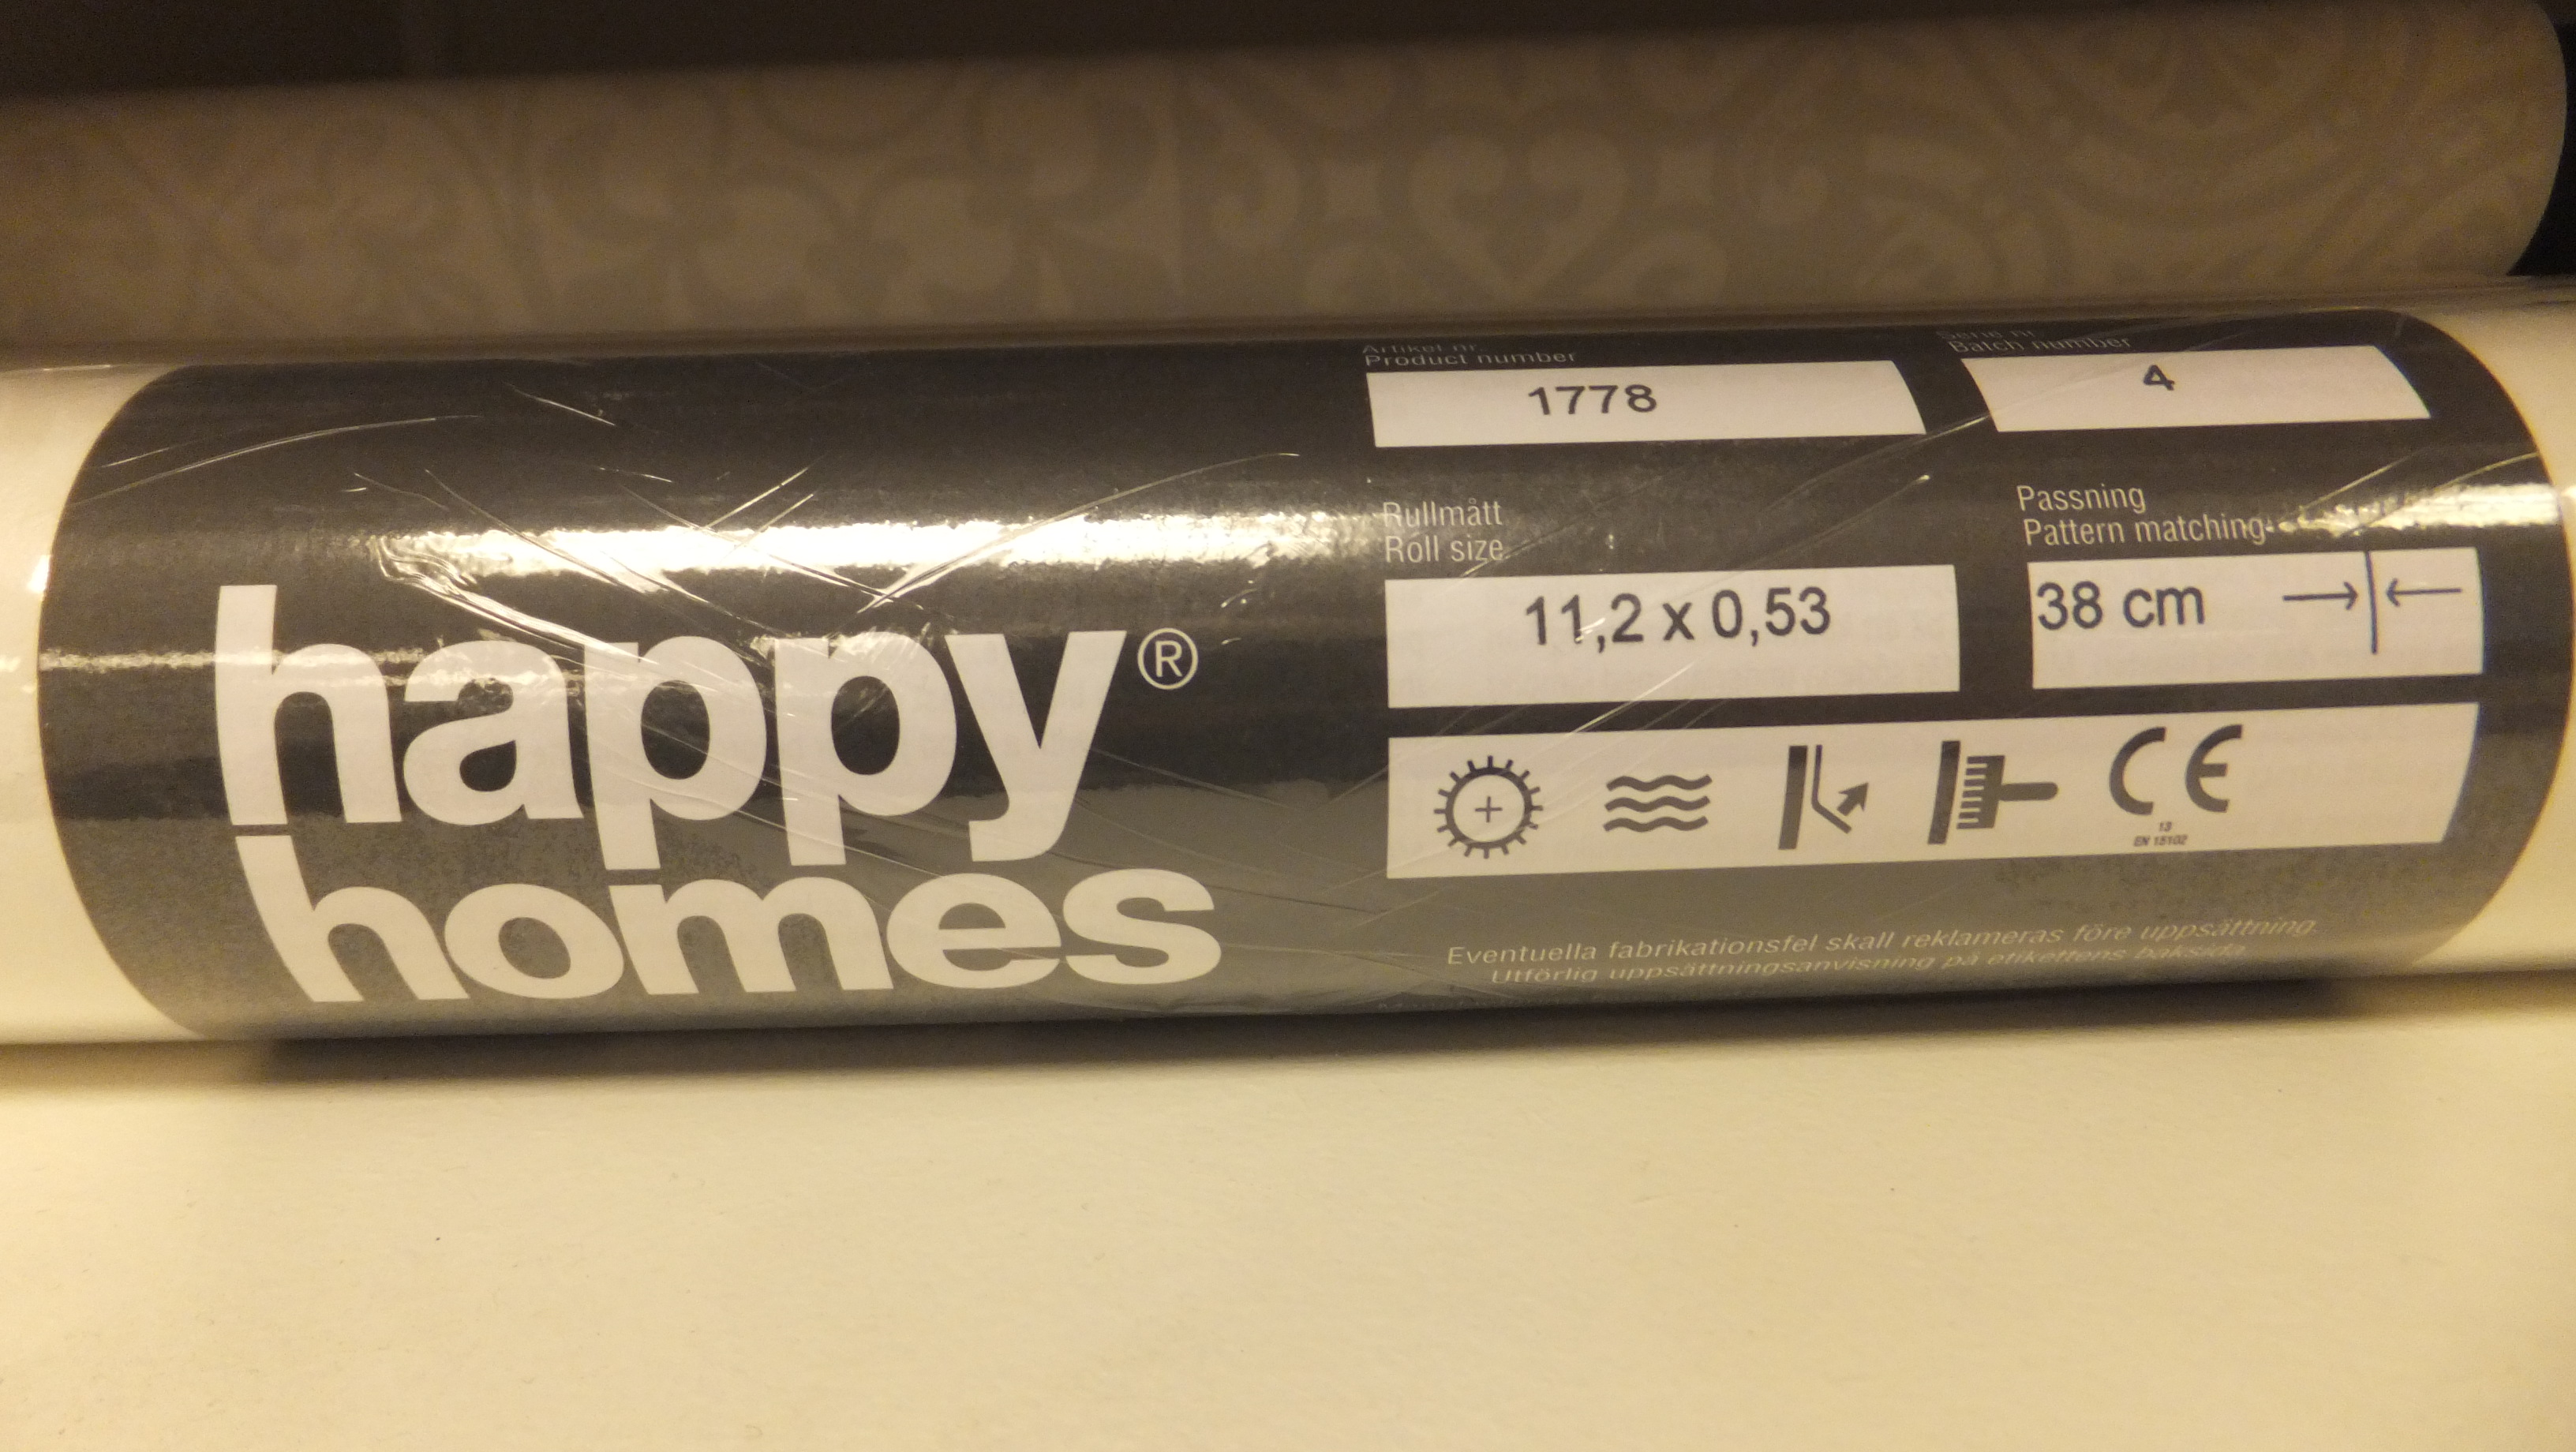 Artikel nr.
Product number
1778
Serie nr
Batch number
4
Rullmått
Roll size
11,2 x 0,53
Passning
Pattern matching
38 cm
happy®
homes
CE
13
EN 15102
Eventuella fabrikationsfel skall reklameras före uppsättning.
Utförlig uppsättningsanvisning på etikettens baksida.